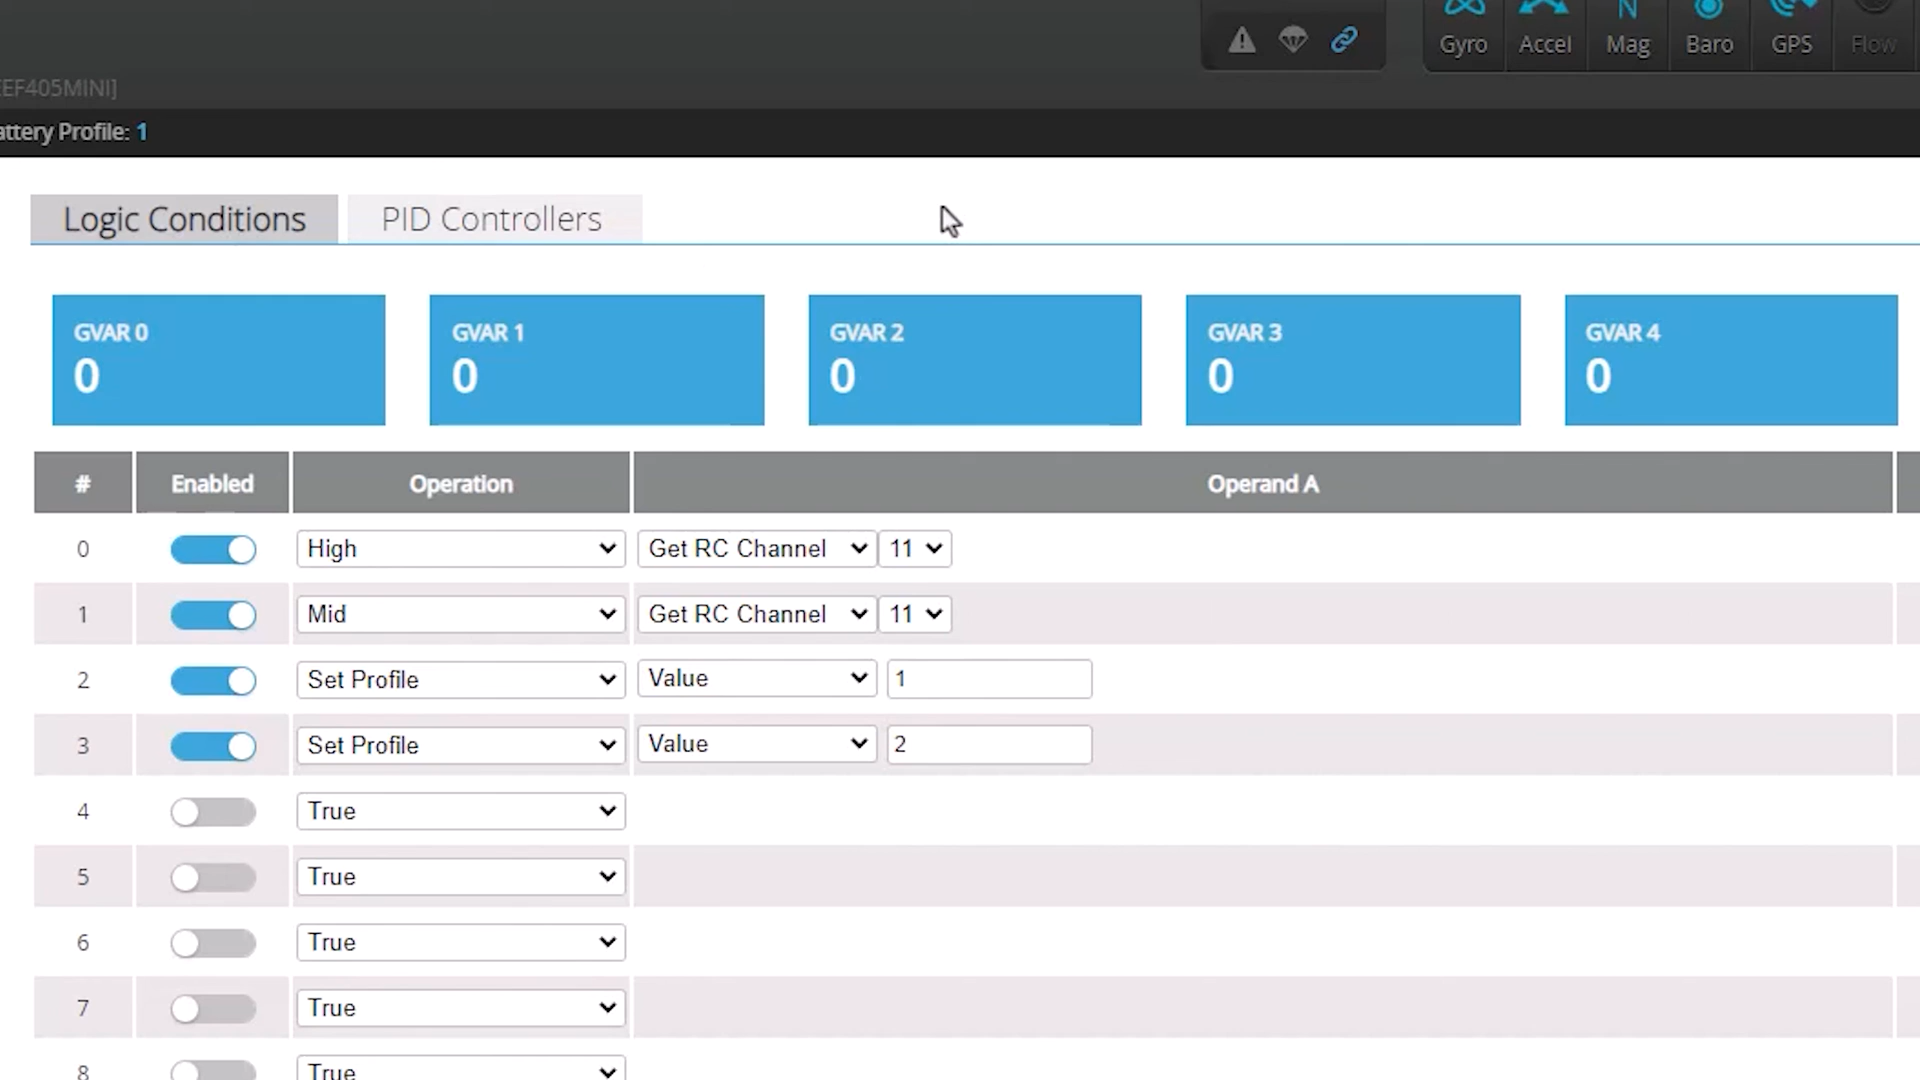 Gyro Accel Mag Baro GPS Flow
EF405MINI]
attery Profile: 1
Logic Conditions PID Controllers
GVAR 0 GVAR 1 GVAR 2 GVAR 3 GVAR 4
0 0 0 0 0
# Enabled Operation Operand A
0 High Get RC Channel 11
1 Mid Get RC Channel 11
2 Set Profile Value 1
3 Set Profile Value 2
4 True
5 True
6 True
7 True
8 True